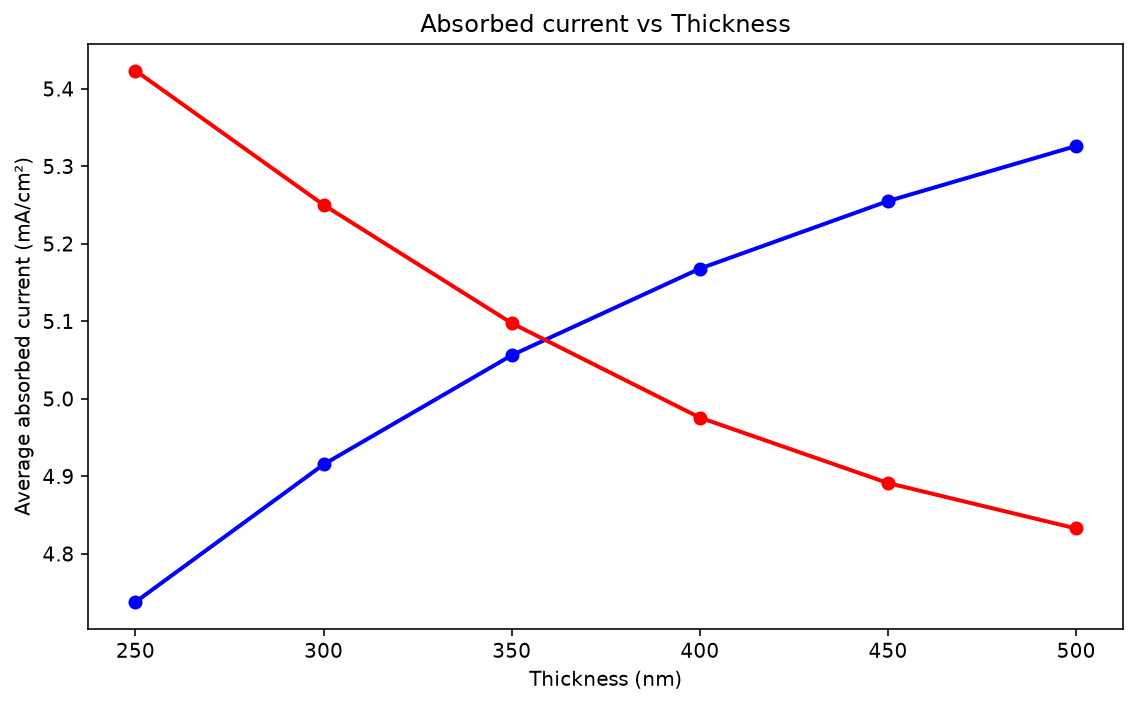 Absorbed current vs Thickness
Average absorbed current (mA/cm²)
5.4
5.3
5.2
5.1
5.0
4.9
4.8
250 300 350 400 450 500
Thickness (nm)